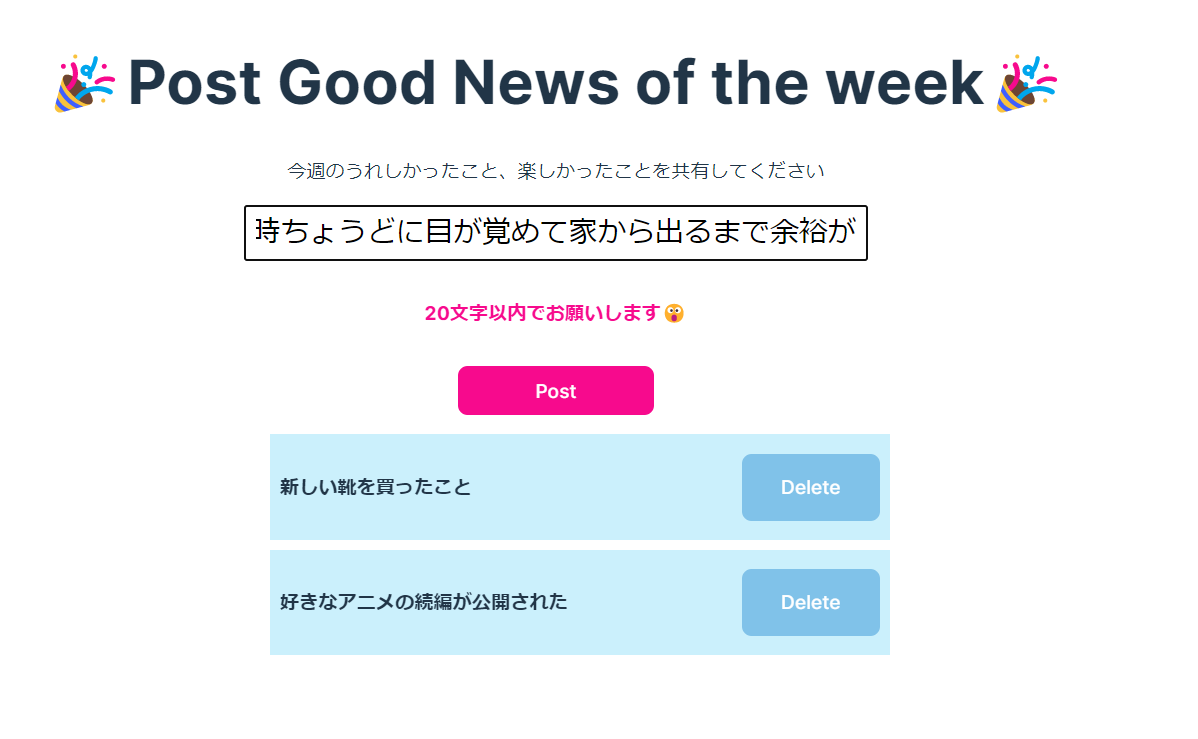 🎉Post Good News of the week🎉
今週のうれしかったこと、楽しかったことを共有してください
時ちょうどに目が覚めて家から出るまで余裕が
20文字以内でお願いします😲
Post
新しい靴を買ったこと
Delete
好きなアニメの続編が公開された
Delete